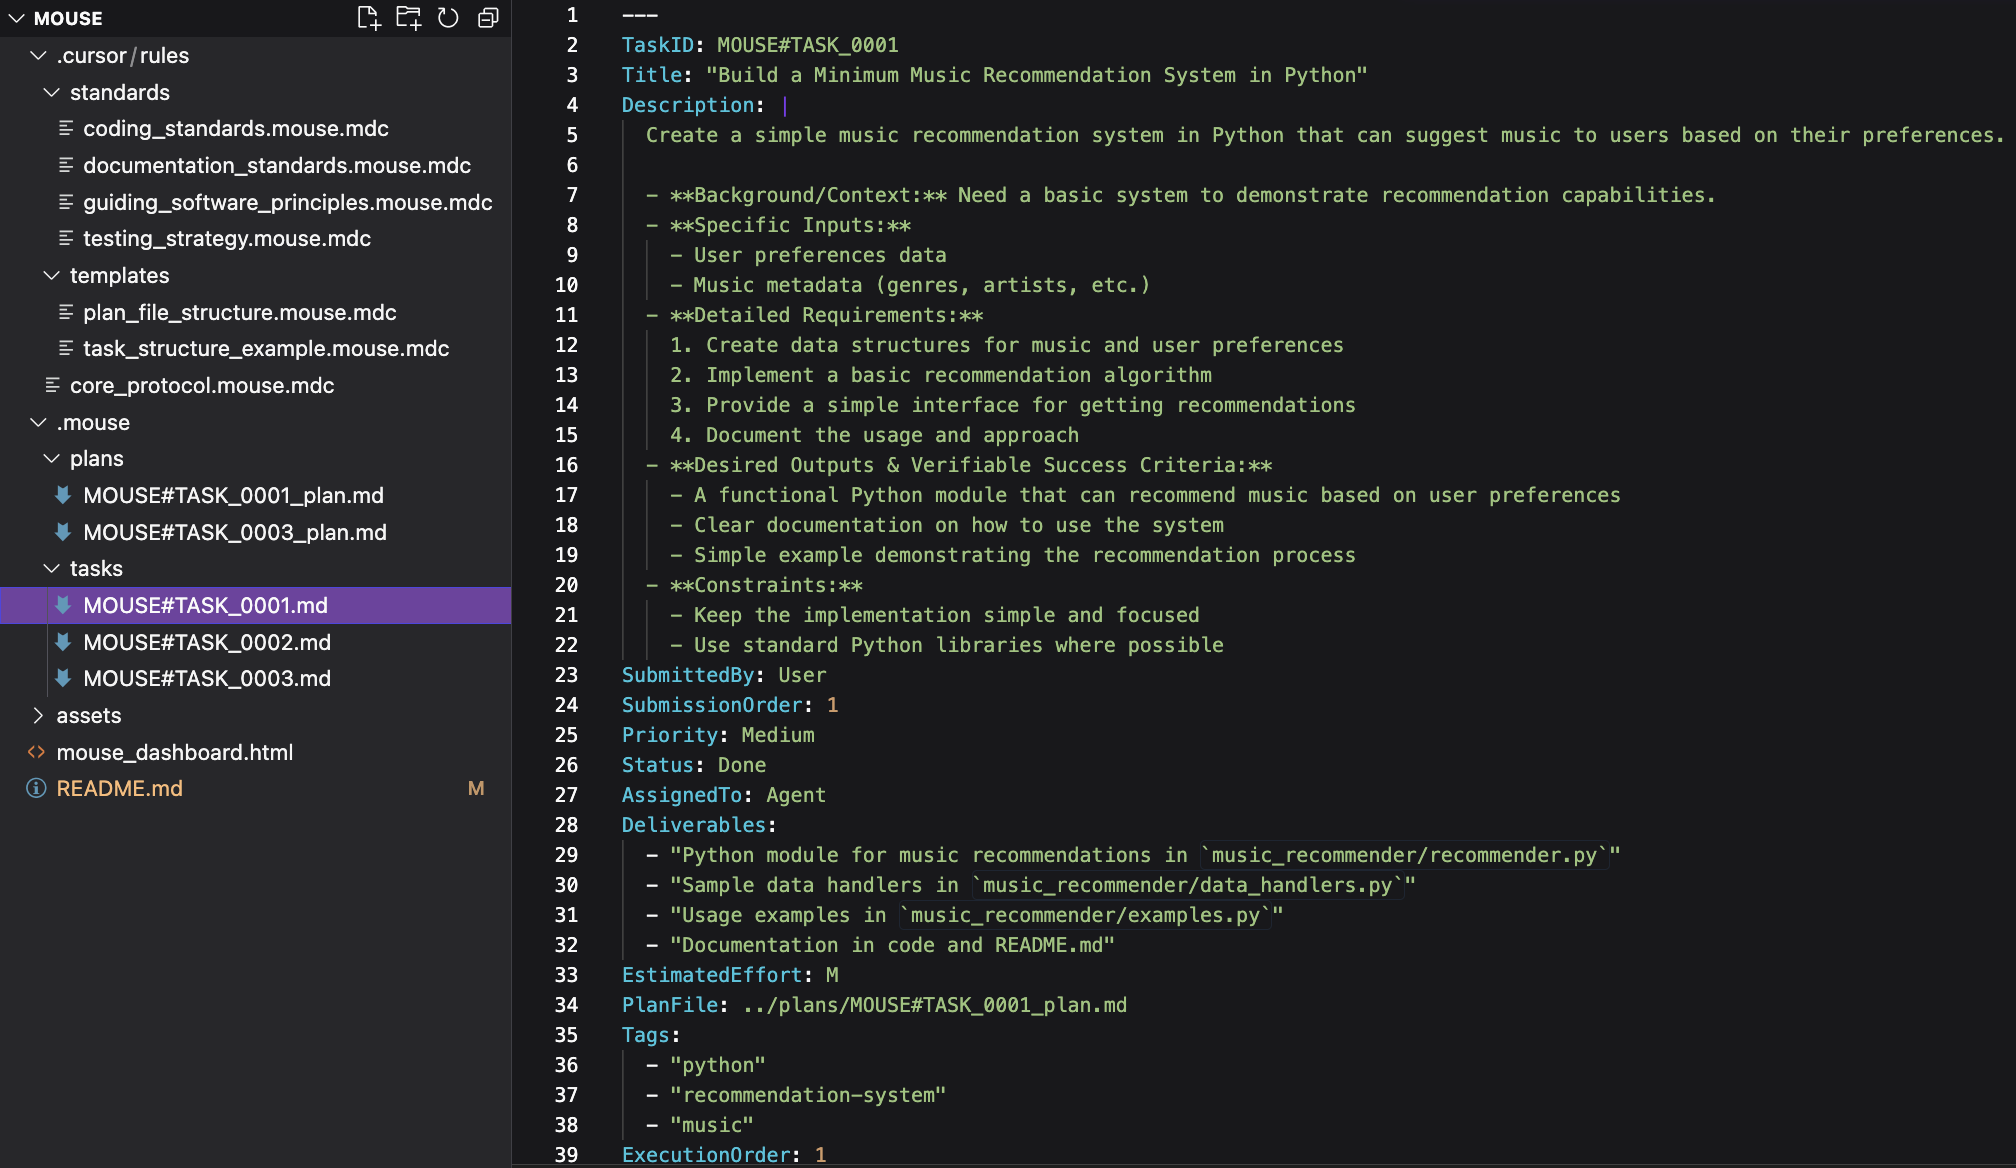 MOUSE
.cursor/rules
standards
coding_standards.mouse.mdc
documentation_standards.mouse.mdc
guiding_software_principles.mouse.mdc
testing_strategy.mouse.mdc
templates
plan_file_structure.mouse.mdc
task_structure_example.mouse.mdc
core_protocol.mouse.mdc
.mouse
plans
MOUSE#TASK_0001_plan.md
MOUSE#TASK_0003_plan.md
tasks
MOUSE#TASK_0001.md
MOUSE#TASK_0002.md
MOUSE#TASK_0003.md
assets
mouse_dashboard.html
README.md M
1 ---
2 TaskID: MOUSE#TASK_0001
3 Title: "Build a Minimum Music Recommendation System in Python"
4 Description: |
5 Create a simple music recommendation system in Python that can suggest music to users based on their preferences.
6
7 - **Background/Context:** Need a basic system to demonstrate recommendation capabilities.
8 - **Specific Inputs:**
9 - User preferences data
10 - Music metadata (genres, artists, etc.)
11 - **Detailed Requirements:**
12 1. Create data structures for music and user preferences
13 2. Implement a basic recommendation algorithm
14 3. Provide a simple interface for getting recommendations
15 4. Document the usage and approach
16 - **Desired Outputs & Verifiable Success Criteria:**
17 - A functional Python module that can recommend music based on user preferences
18 - Clear documentation on how to use the system
19 - Simple example demonstrating the recommendation process
20 - **Constraints:**
21 - Keep the implementation simple and focused
22 - Use standard Python libraries where possible
23 SubmittedBy: User
24 SubmissionOrder: 1
25 Priority: Medium
26 Status: Done
27 AssignedTo: Agent
28 Deliverables:
29 - "Python module for music recommendations in `music_recommender/recommender.py`"
30 - "Sample data handlers in `music_recommender/data_handlers.py`"
31 - "Usage examples in `music_recommender/examples.py`"
32 - "Documentation in code and README.md"
33 EstimatedEffort: M
34 PlanFile: ../plans/MOUSE#TASK_0001_plan.md
35 Tags:
36 - "python"
37 - "recommendation-system"
38 - "music"
39 ExecutionOrder: 1